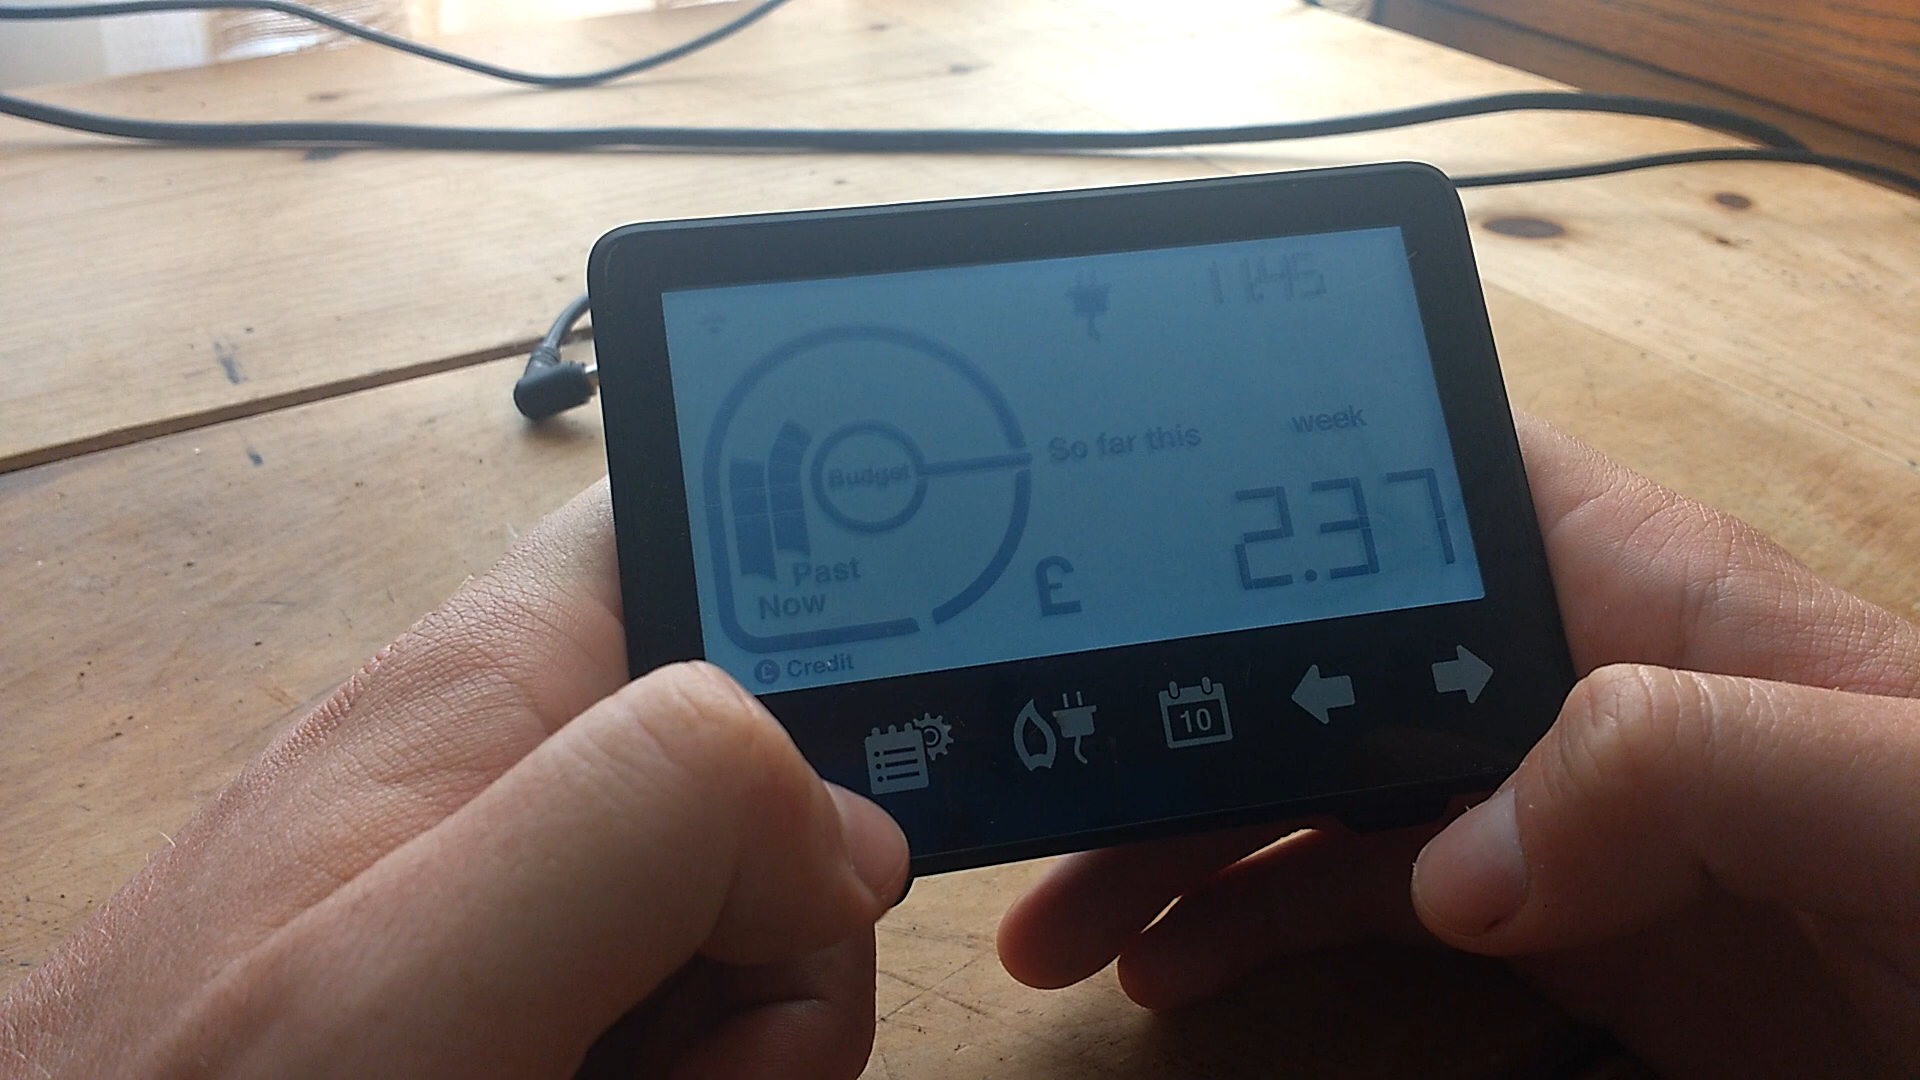 11:45
Budget
So far this week
£ 2.37
Past
Now
£ Credit
10